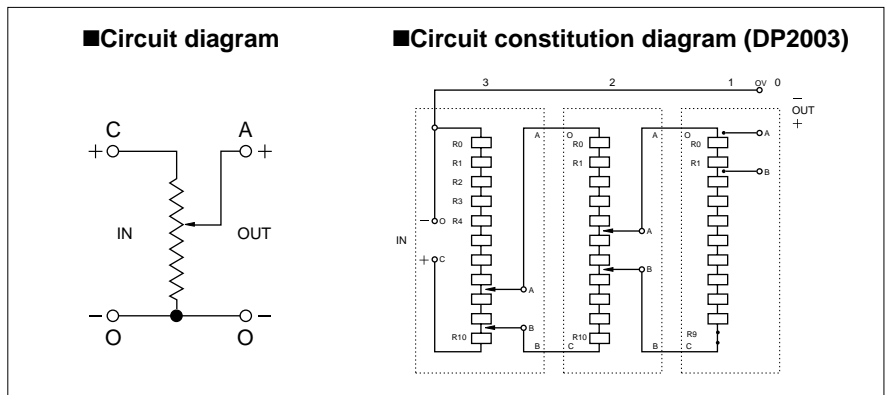 ■Circuit diagram
C A
+ +
IN OUT
− −
O O
■Circuit constitution diagram (DP2003)
3 2 1 OV 0
−
OUT
+
A O A O A
R0 R0 R0
R1 R1 R1
B
R2
R3
− O R4
A
IN
+ C B
A
B R9
R10 R10
B C B C